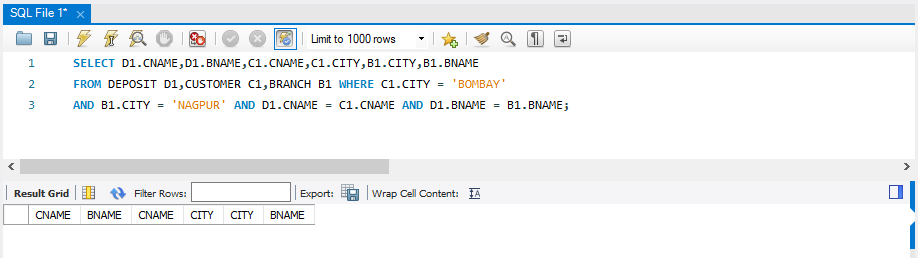 SQL File 1*
Limit to 1000 rows
1 SELECT D1.CNAME,D1.BNAME,C1.CNAME,C1.CITY,B1.CITY,B1.BNAME
2 FROM DEPOSIT D1,CUSTOMER C1,BRANCH B1 WHERE C1.CITY = 'BOMBAY'
3 AND B1.CITY = 'NAGPUR' AND D1.CNAME = C1.CNAME AND D1.BNAME = B1.BNAME;
Result Grid Filter Rows: Export: Wrap Cell Content:
CNAME BNAME CNAME CITY CITY BNAME